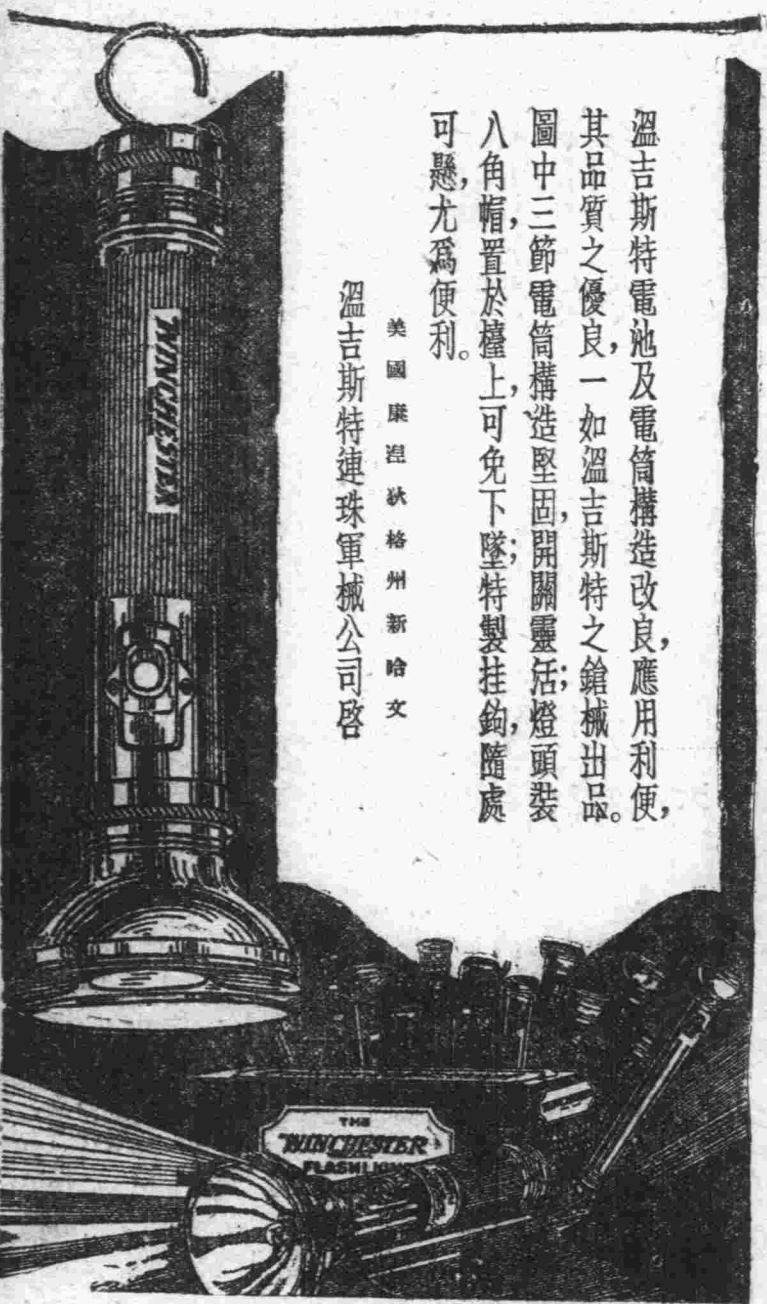 溫吉斯特電池及電筒構造改良，應用利便，
其品質之優良，一如溫吉斯特之鎗械出品。
圖中三節電筒構造堅固，開關靈活；燈頭裝
八角帽，置於檯上，可免下墜；特製挂鉤，隨處
可懸，尤爲便利。
美國康涅狄格州新哈文
溫吉斯特連珠軍械公司啓
WINCHESTER
THE
WINCHESTER
FLASHLIGHT